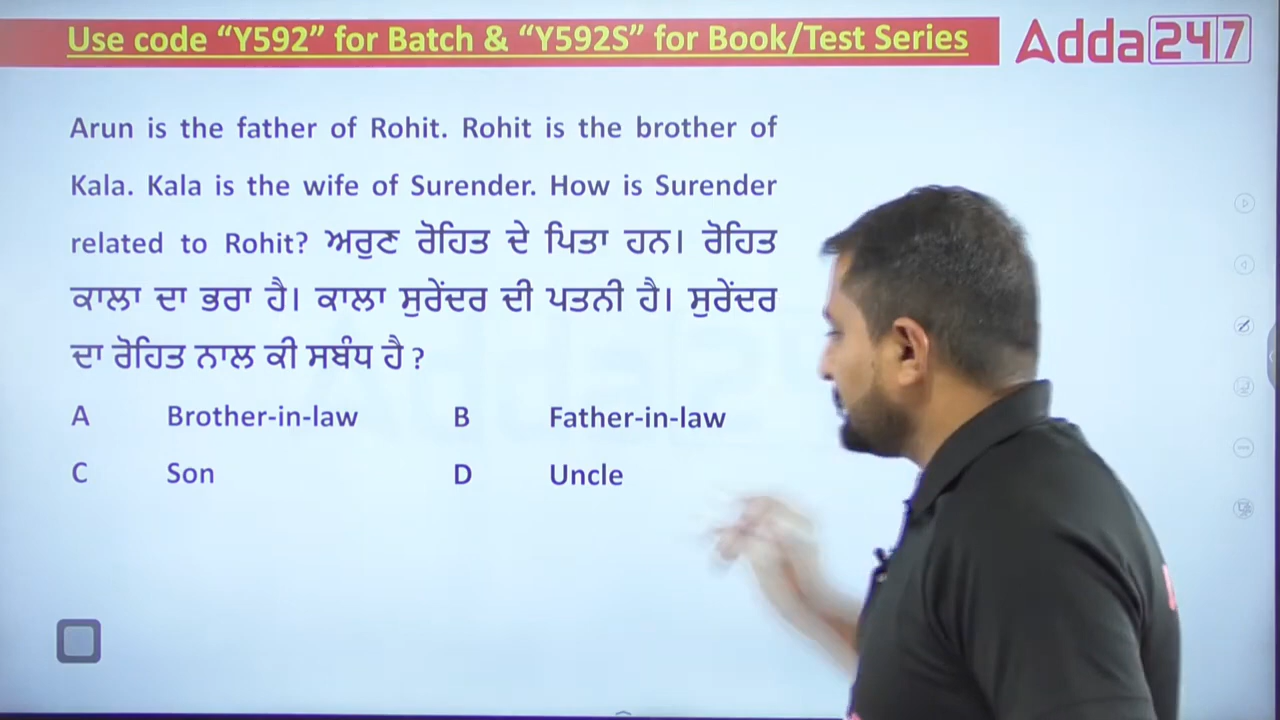 Use code “Y592” for Batch & “Y592S” for Book/Test Series
Adda247
Arun is the father of Rohit. Rohit is the brother of
Kala. Kala is the wife of Surender. How is Surender
related to Rohit? ਅਰੁਣ ਰੋਹਿਤ ਦੇ ਪਿਤਾ ਹਨ। ਰੋਹਿਤ
ਕਾਲਾ ਦਾ ਭਰਾ ਹੈ। ਕਾਲਾ ਸੁਰੇਂਦਰ ਦੀ ਪਤਨੀ ਹੈ। ਸੁਰੇਂਦਰ
ਦਾ ਰੋਹਿਤ ਨਾਲ ਕੀ ਸਬੰਧ ਹੈ ?
A Brother-in-law B Father-in-law
C Son D Uncle